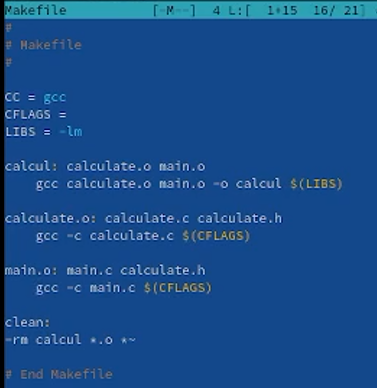 Makefile [-M--] 4 L:[ 1+15 16/ 21]
#
# Makefile
#
CC = gcc
CFLAGS =
LIBS = -lm
calcul: calculate.o main.o
gcc calculate.o main.o -o calcul $(LIBS)
calculate.o: calculate.c calculate.h
gcc -c calculate.c $(CFLAGS)
main.o: main.c calculate.h
gcc -c main.c $(CFLAGS)
clean:
-rm calcul *.o *~
# End Makefile